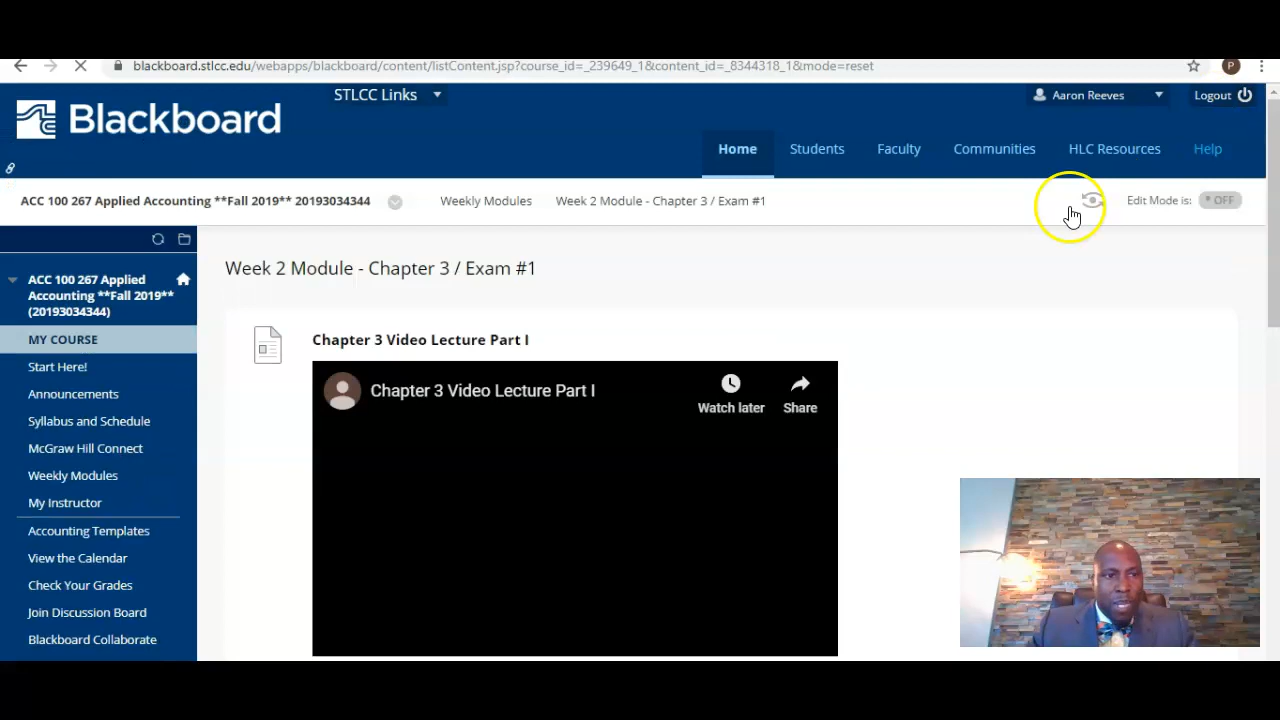 blackboard.stlcc.edu/webapps/blackboard/content/listContent.jsp?course_id=_239649_1&content_id=_8344318_1&mode=reset
P
STLCC Links
Aaron Reeves
Logout
Blackboard
Home
Students
Faculty
Communities
HLC Resources
Help
ACC 100 267 Applied Accounting **Fall 2019** 20193034344
Weekly Modules
Week 2 Module - Chapter 3 / Exam #1
Edit Mode is:
OFF
ACC 100 267 Applied
Accounting **Fall 2019**
(20193034344)
MY COURSE
Start Here!
Announcements
Syllabus and Schedule
McGraw Hill Connect
Weekly Modules
My Instructor
Accounting Templates
View the Calendar
Check Your Grades
Join Discussion Board
Blackboard Collaborate
Week 2 Module - Chapter 3 / Exam #1
Chapter 3 Video Lecture Part I
Chapter 3 Video Lecture Part I
Watch later
Share